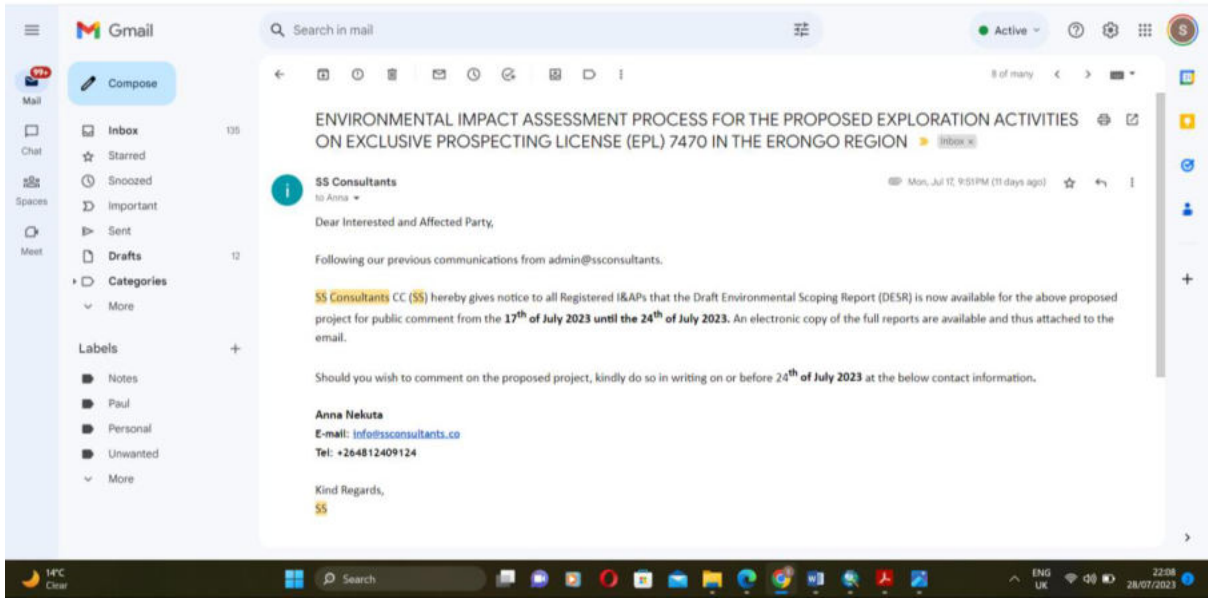 Gmail
Search in mail
Active
S
99+
Mail
Chat
Spaces
Meet
Compose
Inbox 135
Starred
Snoozed
Important
Sent
Drafts 12
Categories
More
Labels
Notes
Paul
Personal
Unwanted
More
8 of many
ENVIRONMENTAL IMPACT ASSESSMENT PROCESS FOR THE PROPOSED EXPLORATION ACTIVITIES
ON EXCLUSIVE PROSPECTING LICENSE (EPL) 7470 IN THE ERONGO REGION Inbox x
i
SS Consultants Mon, Jul 17, 9:51PM (11 days ago)
to Anna
Dear Interested and Affected Party,
Following our previous communications from admin@ssconsultants.
SS Consultants CC (SS) hereby gives notice to all Registered I&APs that the Draft Environmental Scoping Report (DESR) is now available for the above proposed
project for public comment from the 17th of July 2023 until the 24th of July 2023. An electronic copy of the full reports are available and thus attached to the
email.
Should you wish to comment on the proposed project, kindly do so in writing on or before 24th of July 2023 at the below contact information.
Anna Nekuta
E-mail: info@ssconsultants.co
Tel: +264812409124
Kind Regards,
SS
14°C
Clear
Search
ENG
UK
22:08
28/07/2023